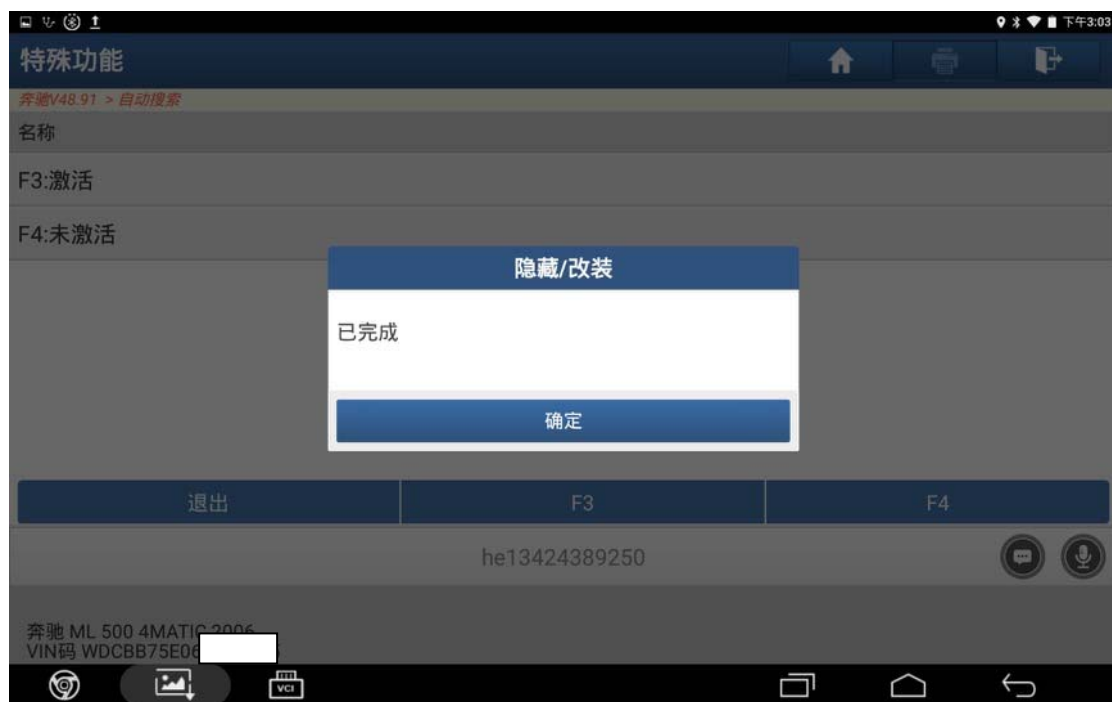 下午3:03
特殊功能
奔驰V48.91 > 自动搜索
名称
F3:激活
F4:未激活
隐藏/改装
已完成
确定
退出
F3
F4
he13424389250
奔驰 ML 500 4MATIC 2006
VIN码 WDCBB75E06
VCI